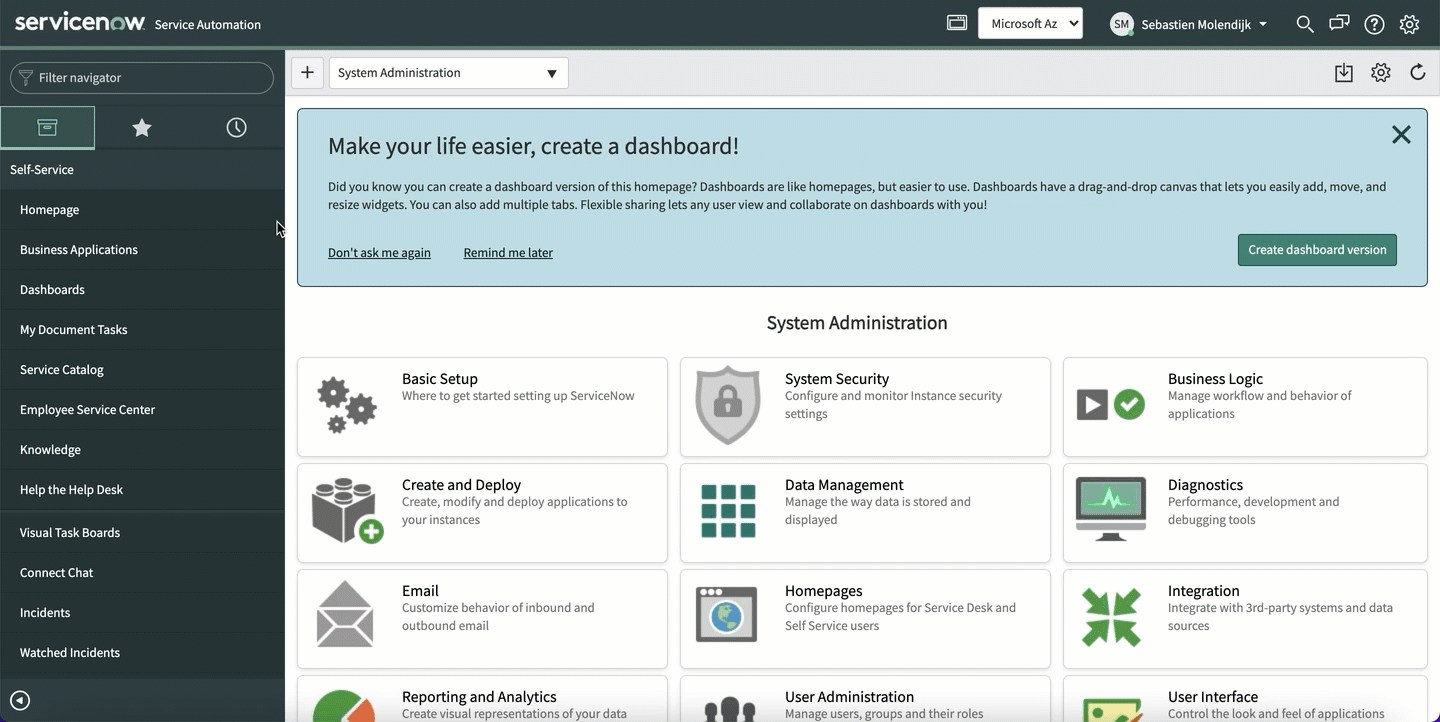 servicenow Service Automation
Microsoft Az
SM Sebastien Molendijk
Filter navigator
System Administration
Self-Service
Homepage
Business Applications
Dashboards
My Document Tasks
Service Catalog
Employee Service Center
Knowledge
Help the Help Desk
Visual Task Boards
Connect Chat
Incidents
Watched Incidents
Make your life easier, create a dashboard!
Did you know you can create a dashboard version of this homepage? Dashboards are like homepages, but easier to use. Dashboards have a drag-and-drop canvas that lets you easily add, move, and
resize widgets. You can also add multiple tabs. Flexible sharing lets any user view and collaborate on dashboards with you!
Don't ask me again
Remind me later
Create dashboard version
System Administration
Basic Setup
Where to get started setting up ServiceNow
System Security
Configure and monitor Instance security
settings
Business Logic
Manage workflow and behavior of
applications
Create and Deploy
Create, modify and deploy applications to
your instances
Data Management
Manage the way data is stored and
displayed
Diagnostics
Performance, development and
debugging tools
Email
Customize behavior of inbound and
outbound email
Homepages
Configure homepages for Service Desk and
Self Service users
Integration
Integrate with 3rd-party systems and data
sources
Reporting and Analytics
Create visual representations of your data
User Administration
Manage users, groups and their roles
User Interface
Control the look and feel of applications